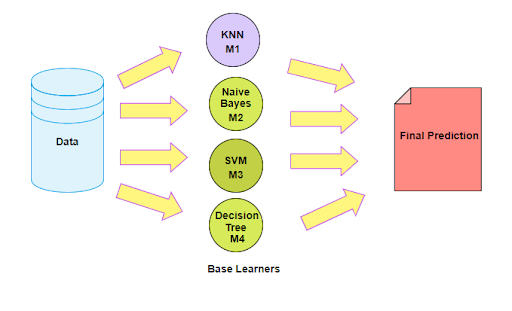 KNN
M1
Naive
Bayes
M2
Data
Final Prediction
SVM
M3
Decision
Tree
M4
Base Learners